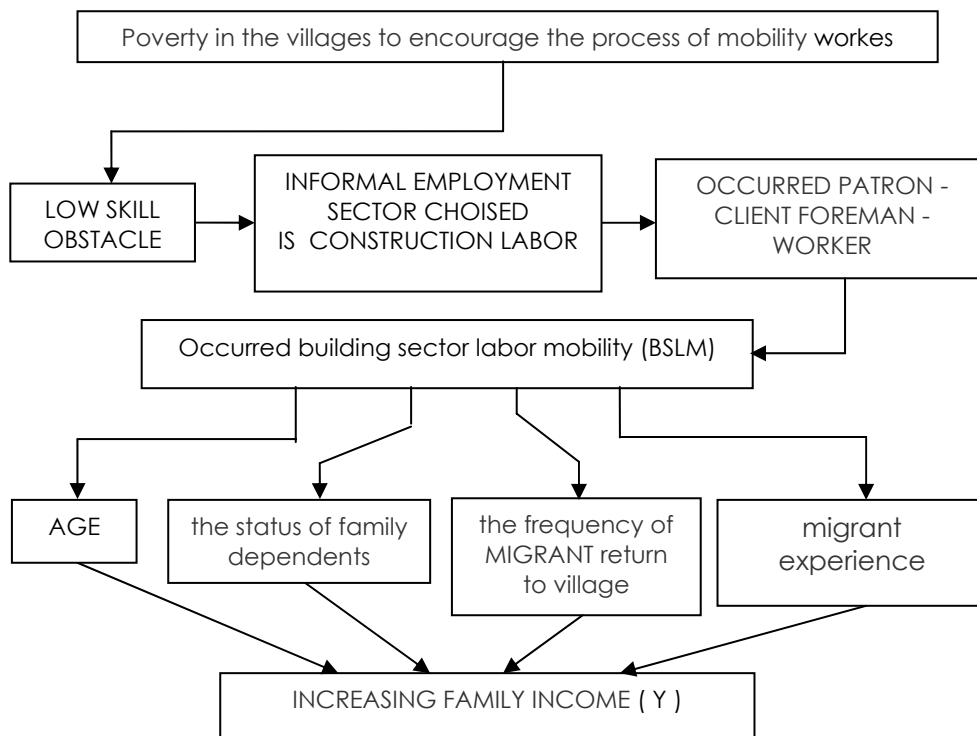 Poverty in the villages to encourage the process of mobility workes
LOW SKILL
OBSTACLE
INFORMAL EMPLOYMENT
SECTOR CHOISED
IS CONSTRUCTION LABOR
OCCURRED PATRON -
CLIENT FOREMAN -
WORKER
Occurred building sector labor mobility (BSLM)
AGE
the status of family
dependents
the frequency of
MIGRANT return
to village
migrant
experience
INCREASING FAMILY INCOME ( Y )